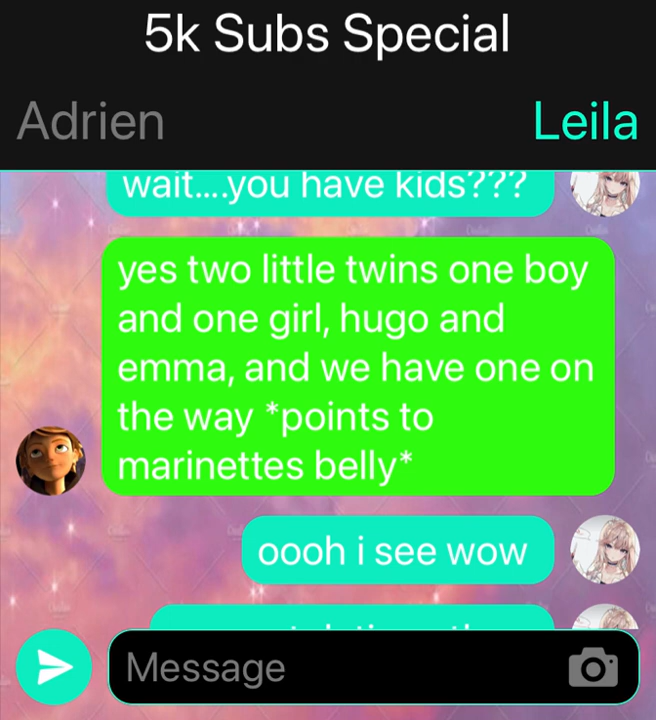 5k Subs Special
Adrien
Leila
wait....you have kids???
yes two little twins one boy
and one girl, hugo and
emma, and we have one on
the way *points to
marinettes belly*
oooh i see wow
Message